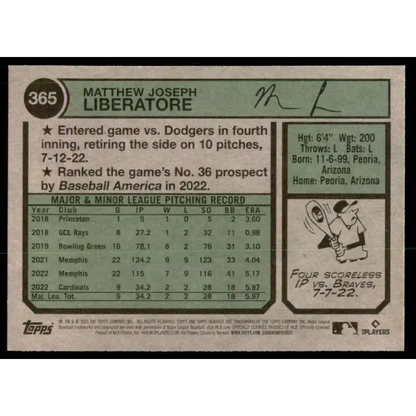 365
MATTHEW JOSEPH
LIBERATORE
M L
★ Entered game vs. Dodgers in fourth
inning, retiring the side on 10 pitches,
7-12-22.
★ Ranked the game's No. 36 prospect
by Baseball America in 2022.
Hgt: 6'4" Wgt: 200
Throws: L Bats: L
Born: 11-6-99, Peoria,
Arizona
Home: Peoria, Arizona
MAJOR & MINOR LEAGUE PITCHING RECORD
Year Club G IP W L SO BB ERA
2018 Princeton 1 5 1 0 5 2 3.60
2018 GCL Rays 8 27.2 1 2 32 11 0.98
2019 Bowling Green 16 78.1 6 2 76 31 3.10
2021 Memphis 22 124.2 9 9 123 33 4.04
2022 Memphis 22 115 7 9 116 41 5.17
2022 Cardinals 9 34.2 2 2 28 18 5.97
Maj. Lea. Tot. 9 34.2 2 2 28 18 5.97
FOUR SCORELESS
IP VS. BRAVES,
7-7-22.
Topps
MLB PLAYERS